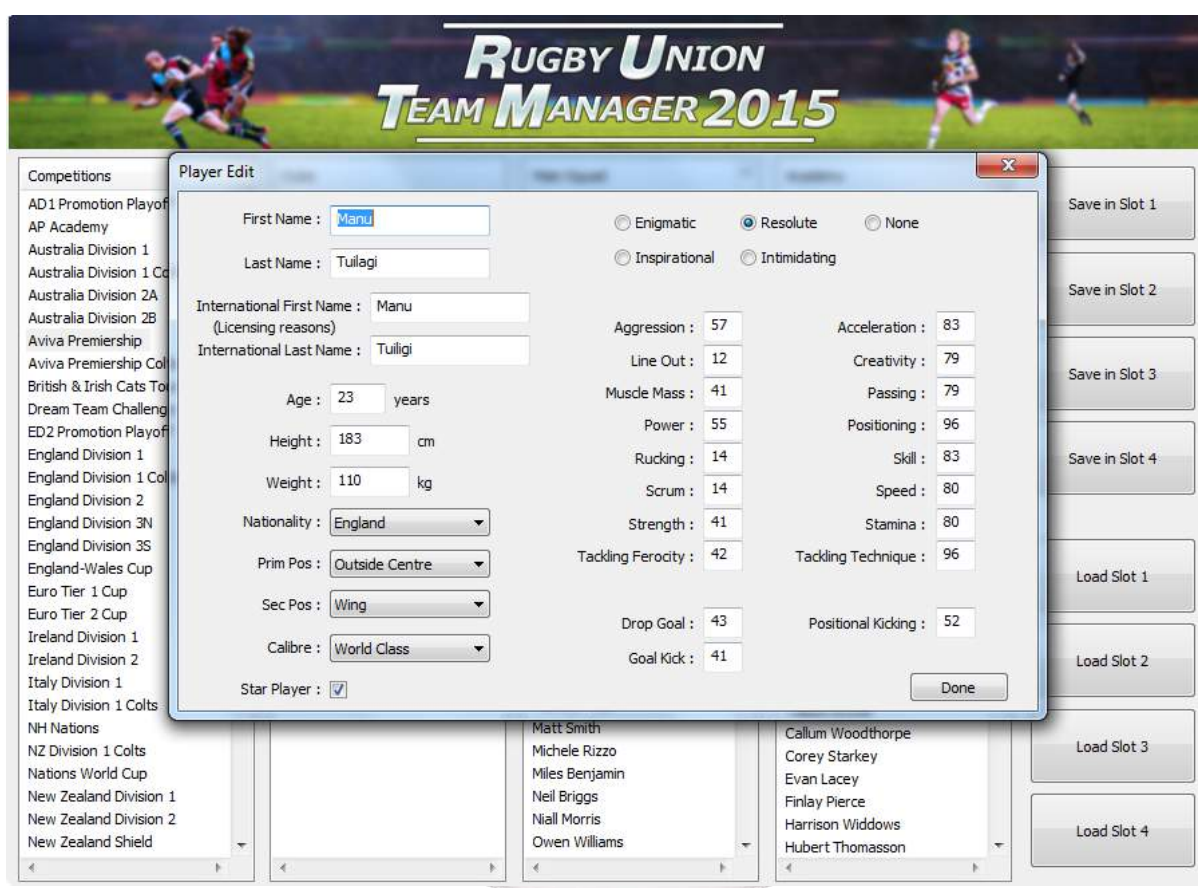 RUGBY UNION
TEAM MANAGER 2015
Competitions
AD1 Promotion Playof
AP Academy
Australia Division 1
Australia Division 1 Co
Australia Division 2A
Australia Division 2B
Aviva Premiership
Aviva Premiership Col
British & Irish Cats To
Dream Team Challeng
ED2 Promotion Playof
England Division 1
England Division 1 Col
England Division 2
England Division 3N
England Division 3S
England-Wales Cup
Euro Tier 1 Cup
Euro Tier 2 Cup
Ireland Division 1
Ireland Division 2
Italy Division 1
Italy Division 1 Colts
NH Nations
NZ Division 1 Colts
Nations World Cup
New Zealand Division 1
New Zealand Division 2
New Zealand Shield
Player Edit
First Name : Manu
Last Name : Tuilagi
International First Name : Manu
(Licensing reasons)
International Last Name : Tuiligi
Age : 23 years
Height : 183 cm
Weight : 110 kg
Nationality : England
Prim Pos : Outside Centre
Sec Pos : Wing
Calibre : World Class
Star Player :
Enigmatic Resolute None
Inspirational Intimidating
Aggression : 57 Acceleration : 83
Line Out : 12 Creativity : 79
Muscle Mass : 41 Passing : 79
Power : 55 Positioning : 96
Rucking : 14 Skill : 83
Scrum : 14 Speed : 80
Strength : 41 Stamina : 80
Tackling Ferocity : 42 Tackling Technique : 96
Drop Goal : 43 Positional Kicking : 52
Goal Kick : 41
Done
Matt Smith
Michele Rizzo
Miles Benjamin
Neil Briggs
Niall Morris
Owen Williams
Callum Woodthorpe
Corey Starkey
Evan Lacey
Finlay Pierce
Harrison Widdows
Hubert Thomasson
Save in Slot 1
Save in Slot 2
Save in Slot 3
Save in Slot 4
Load Slot 1
Load Slot 2
Load Slot 3
Load Slot 4